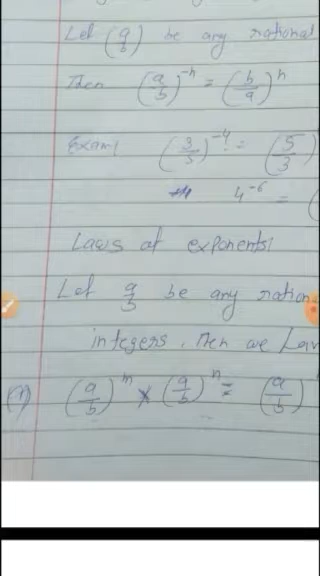 Let (a/b) be any rational
Then (a/b)^-n = (b/a)^n
Exam (3/5)^-4 = (5/3)
4^-6 = (
Laws of exponents
Let a/b be any ration
integers, Then we
(1) (a/b)^m × (a/b)^n = (a/b)